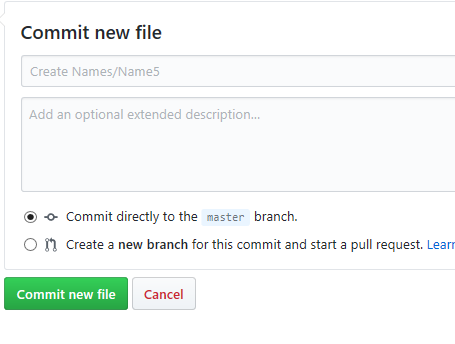 Commit new file
Create Names/Name5
Add an optional extended description...
Commit directly to the master branch.
Create a new branch for this commit and start a pull request. Learn
Commit new file Cancel